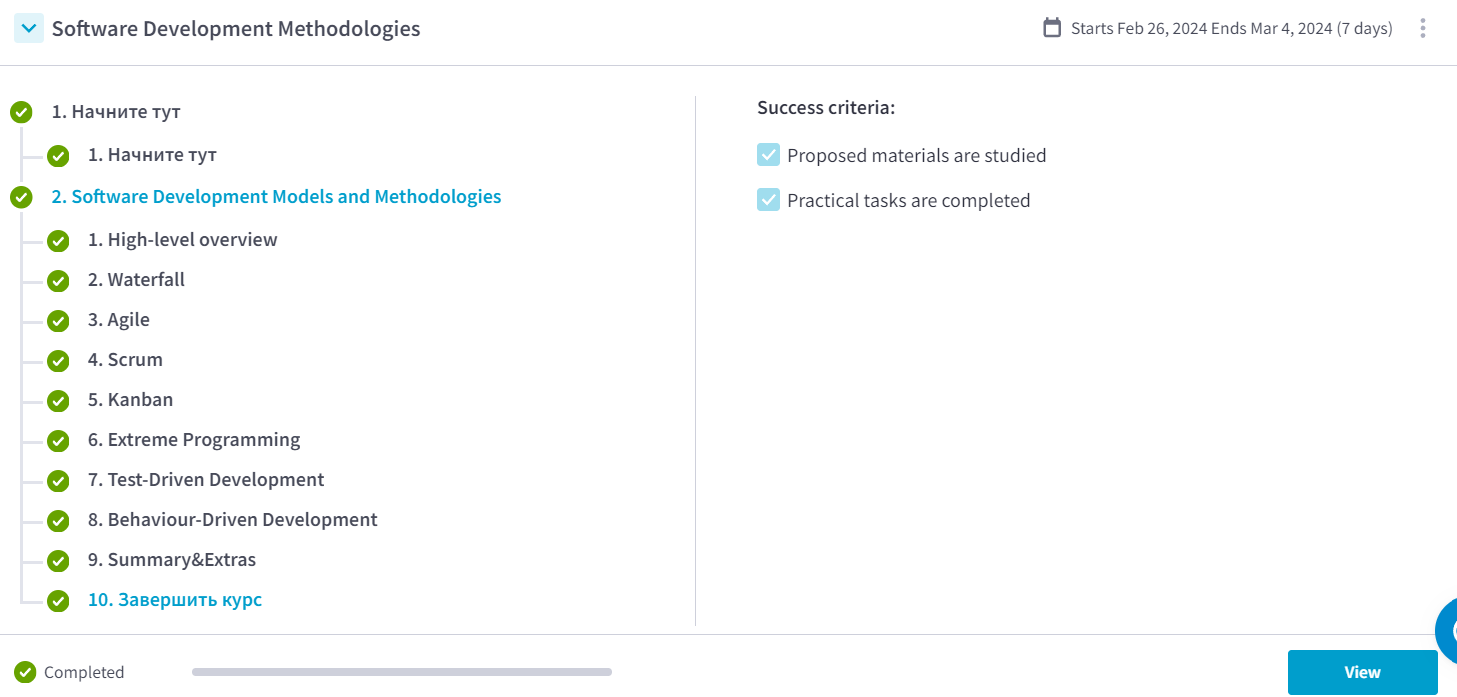 Software Development Methodologies
Starts Feb 26, 2024 Ends Mar 4, 2024 (7 days)
1. Начните тут
1. Начните тут
2. Software Development Models and Methodologies
1. High-level overview
2. Waterfall
3. Agile
4. Scrum
5. Kanban
6. Extreme Programming
7. Test-Driven Development
8. Behaviour-Driven Development
9. Summary&Extras
10. Завершить курс
Success criteria:
Proposed materials are studied
Practical tasks are completed
Completed
View